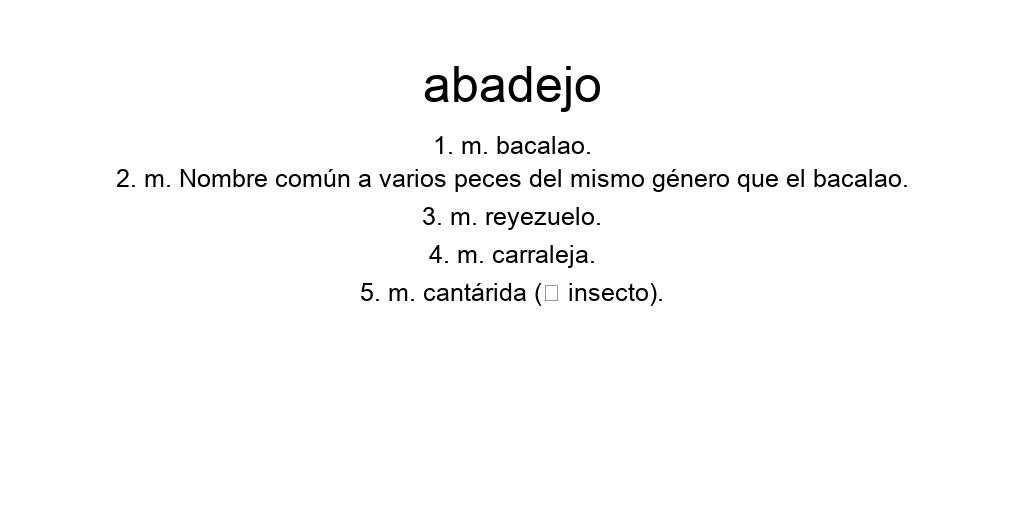 abadejo
1. m. bacalao.
2. m. Nombre común a varios peces del mismo género que el bacalao.
3. m. reyezuelo.
4. m. carraleja.
5. m. cantárida (□ insecto).